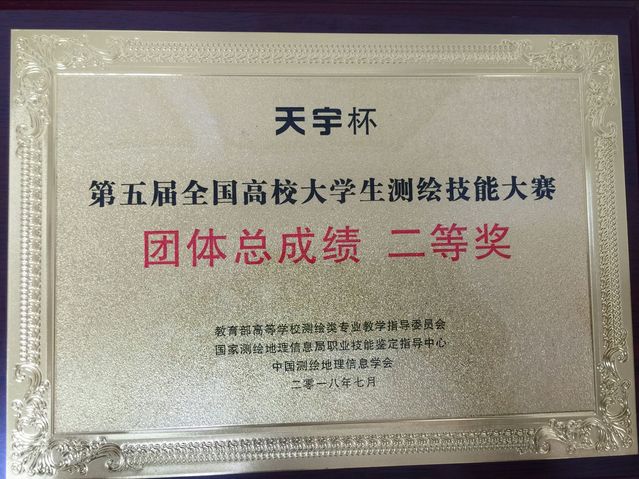 天宇杯
第五届全国高校大学生测绘技能大赛
团体总成绩 二等奖
教育部高等学校测绘类专业教学指导委员会
国家测绘地理信息局职业技能鉴定指导中心
中国测绘地理信息学会
二零一八年七月